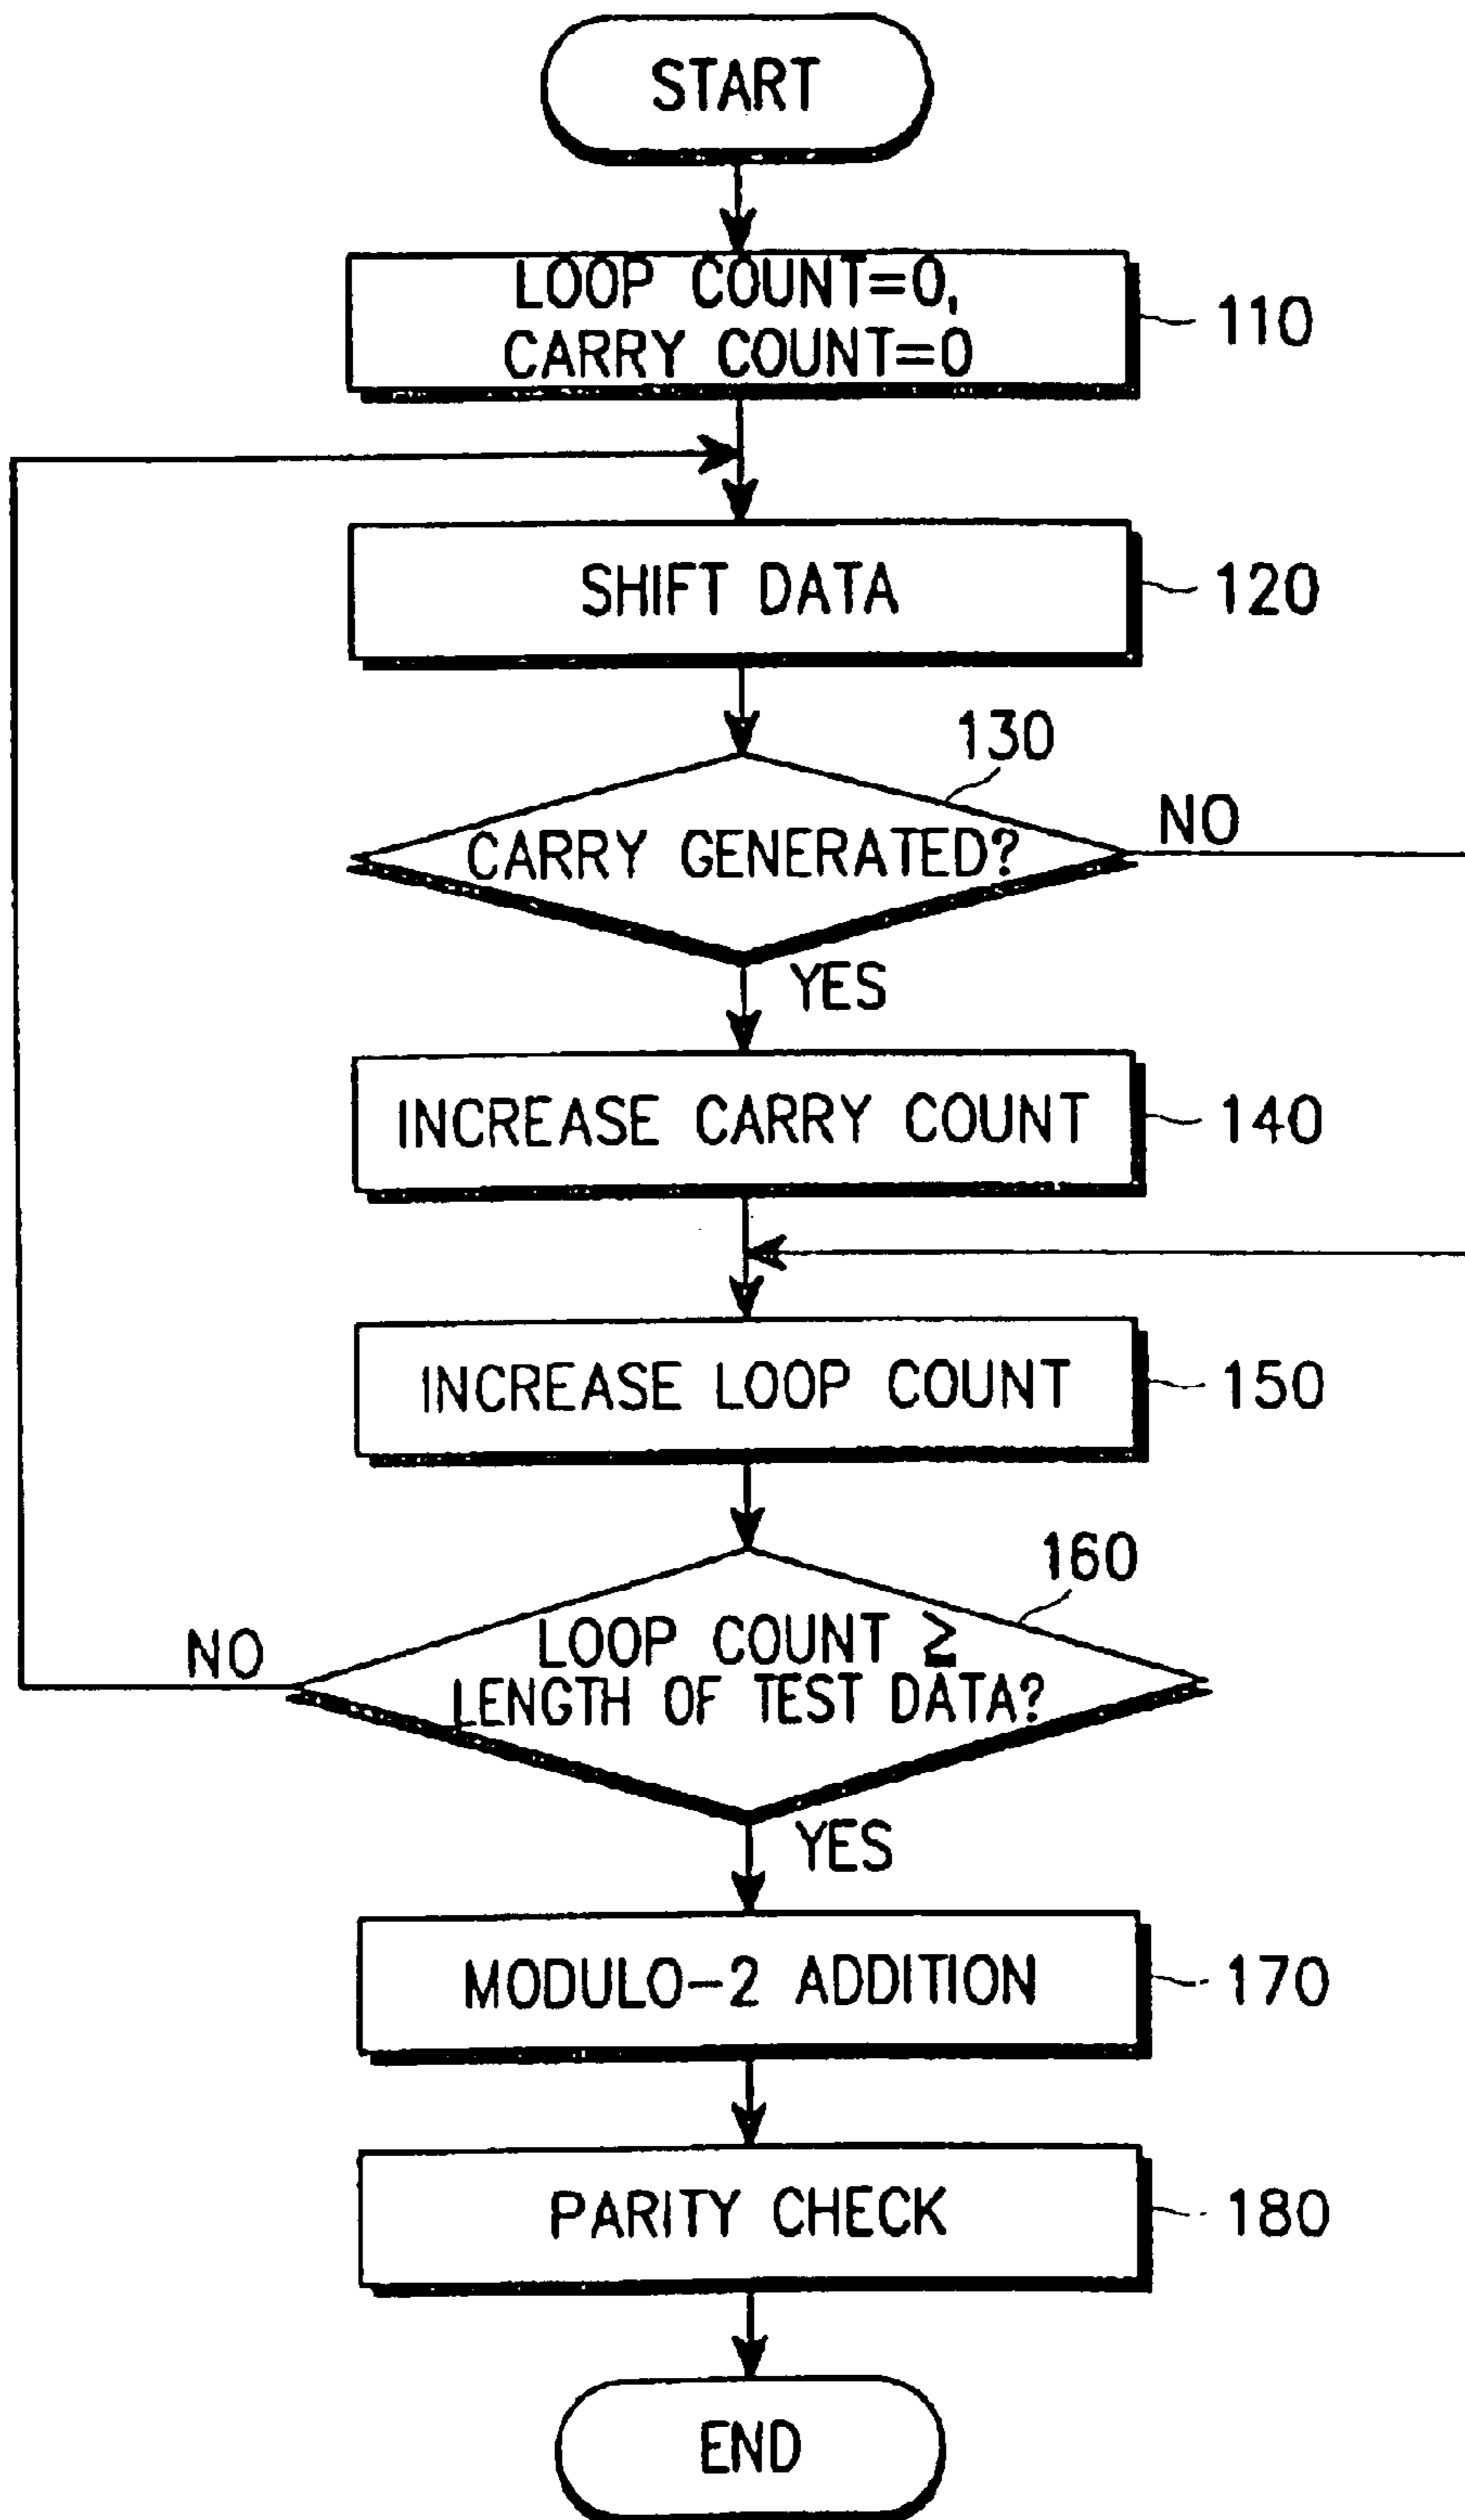 START
LOOP COUNT=0,
CARRY COUNT=0
110
SHIFT DATA
120
130
CARRY GENERATED?
NO
YES
INCREASE CARRY COUNT
140
INCREASE LOOP COUNT
150
160
LOOP COUNT ≥
LENGTH OF TEST DATA?
NO
YES
MODULO-2 ADDITION
170
PARITY CHECK
180
END